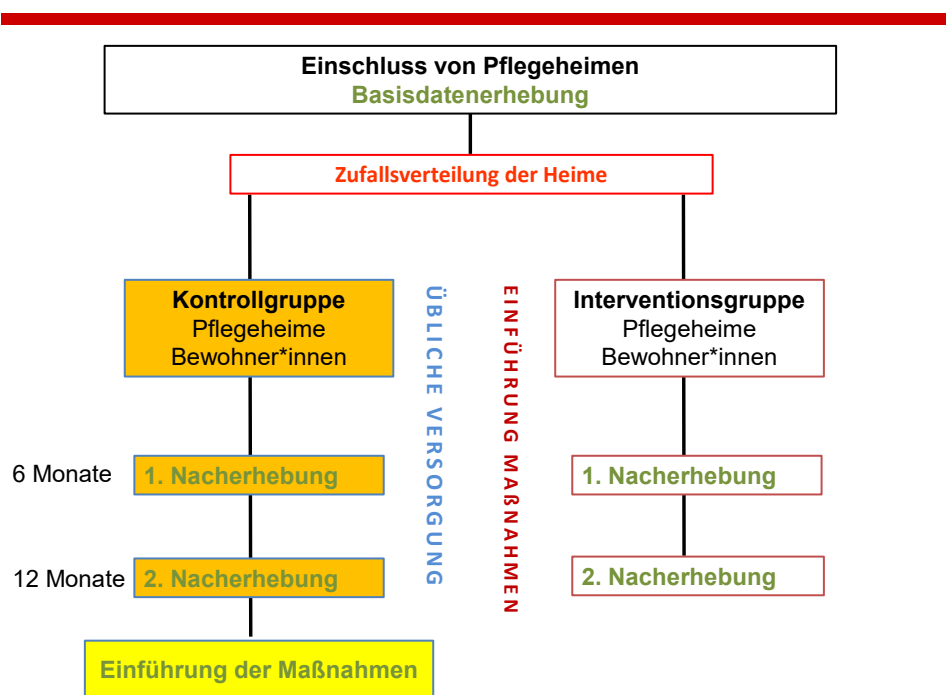 Einschluss von Pflegeheimen
Basisdatenerhebung
Zufallsverteilung der Heime
Kontrollgruppe
Pflegeheime
Bewohner*innen
ÜBLICHE VERSORGUNG
EINFÜHRUNG MAßNAHMEN
Interventionsgruppe
Pflegeheime
Bewohner*innen
6 Monate
1. Nacherhebung
1. Nacherhebung
12 Monate
2. Nacherhebung
2. Nacherhebung
Einführung der Maßnahmen